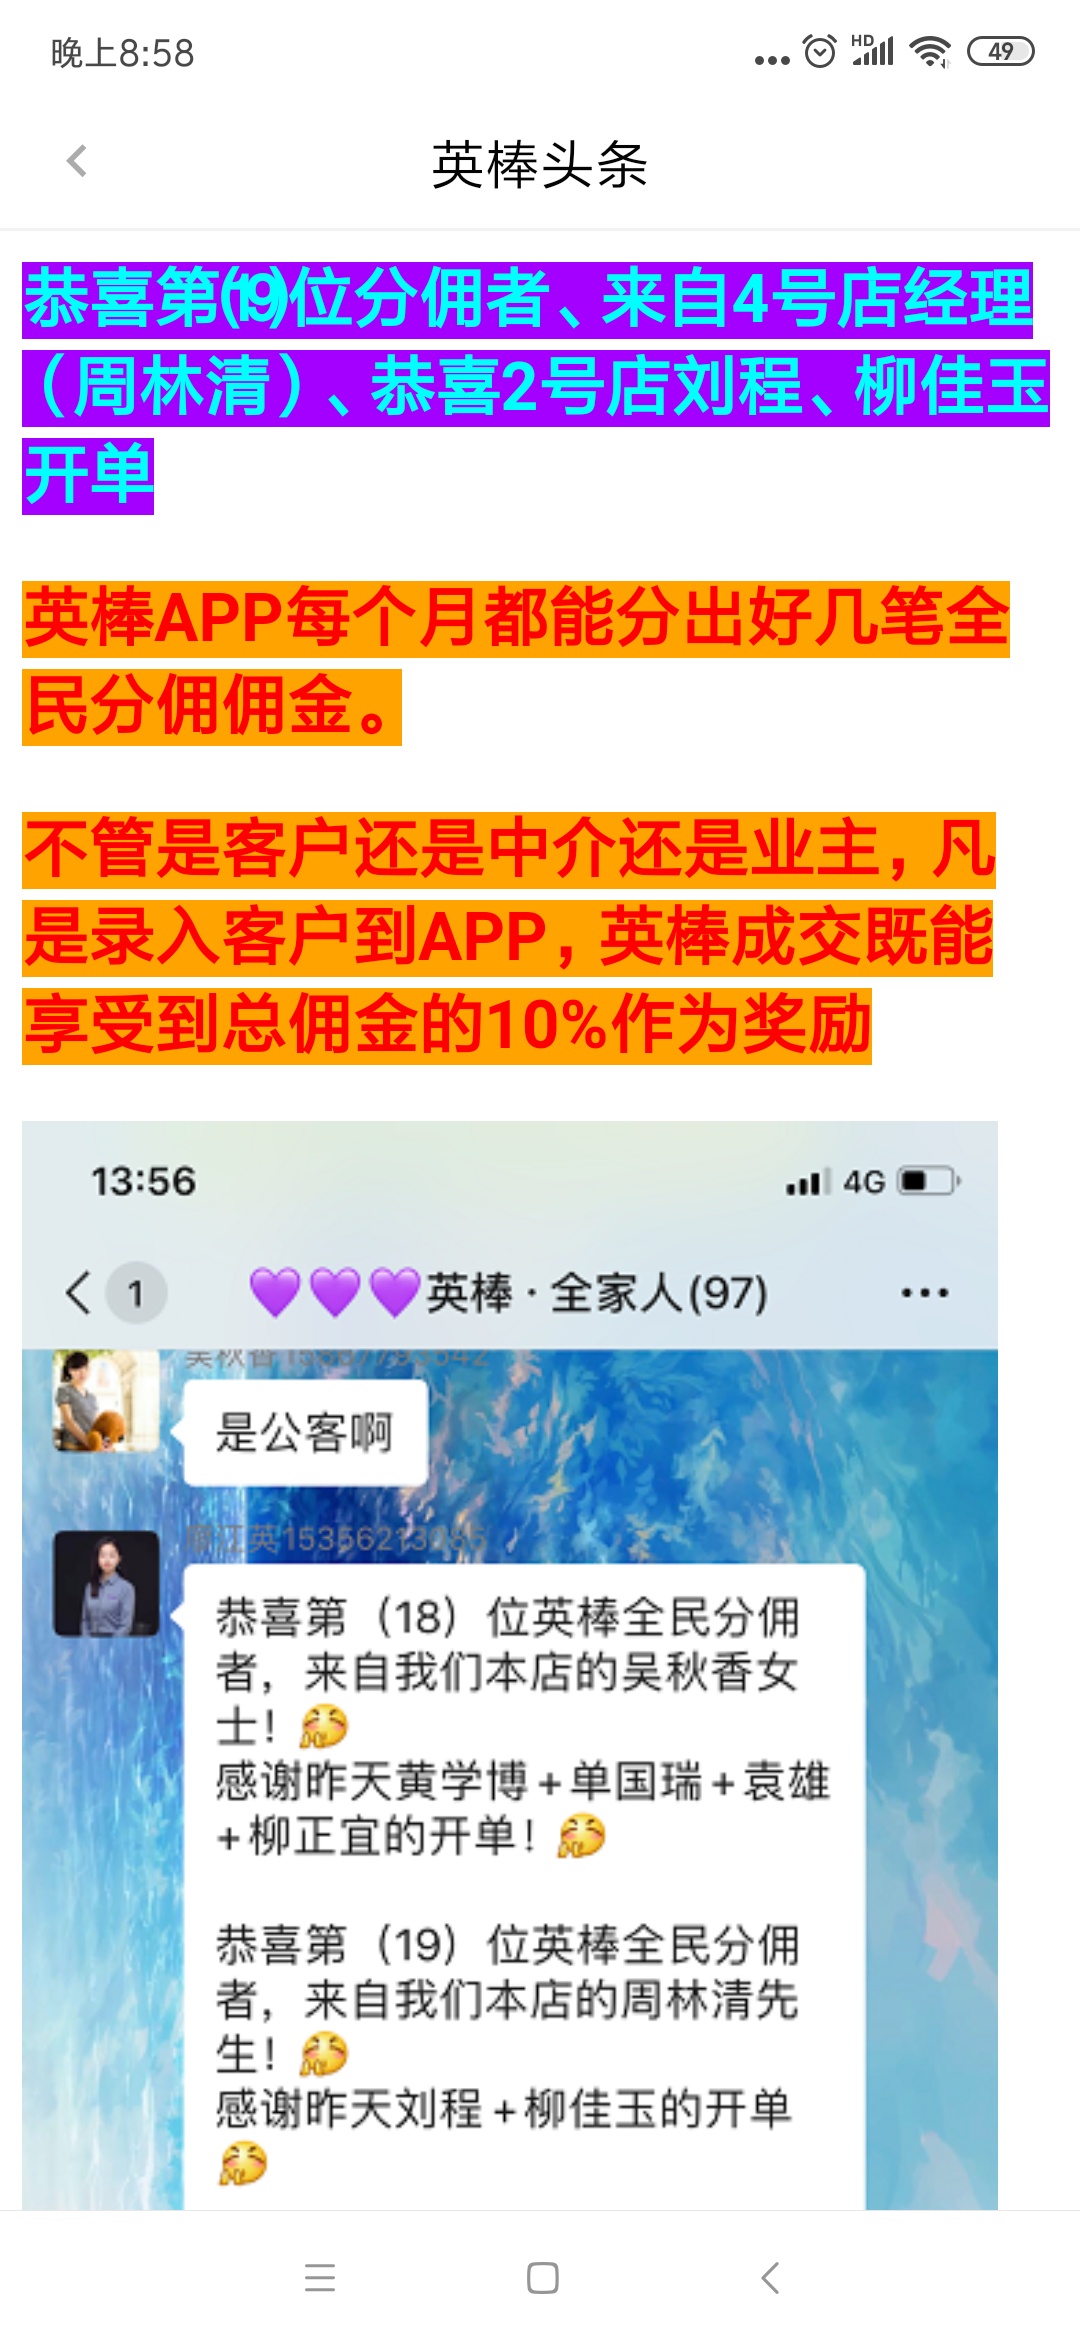 晚上8:58
HD
49
英棒头条
恭喜第⒆位分佣者、来自4号店经理
（周林清）、恭喜2号店刘程、柳佳玉
开单
英棒APP每个月都能分出好几笔全
民分佣佣金。
不管是客户还是中介还是业主，凡
是录入客户到APP，英棒成交既能
享受到总佣金的10%作为奖励
13:56
4G
1
💜💜💜英棒 · 全家人(97)
是公客啊
恭喜第（18）位英棒全民分佣
者，来自我们本店的吴秋香女
士！🤭
感谢昨天黄学博+单国瑞+袁雄
+柳正宜的开单！🤭
恭喜第（19）位英棒全民分佣
者，来自我们本店的周林清先
生！🤭
感谢昨天刘程+柳佳玉的开单
🤭